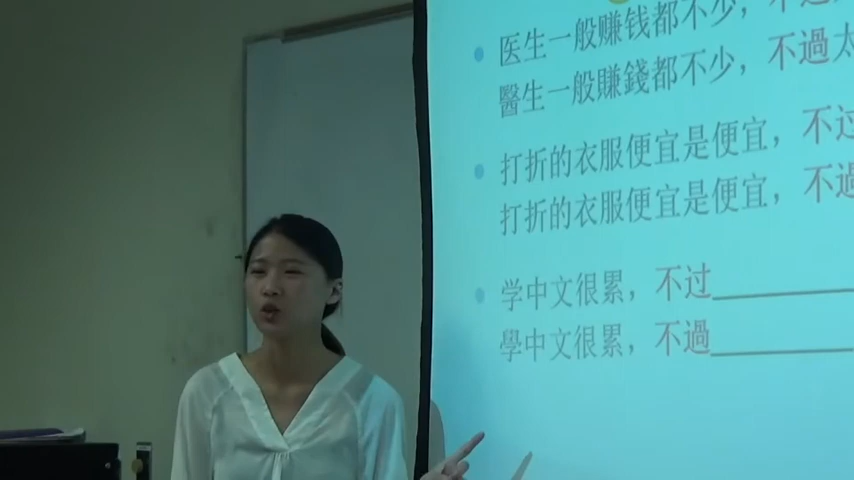 医生一般赚钱都不少，不过
醫生一般賺錢都不少，不過太
打折的衣服便宜是便宜，不过
打折的衣服便宜是便宜，不過
学中文很累，不过
學中文很累，不過